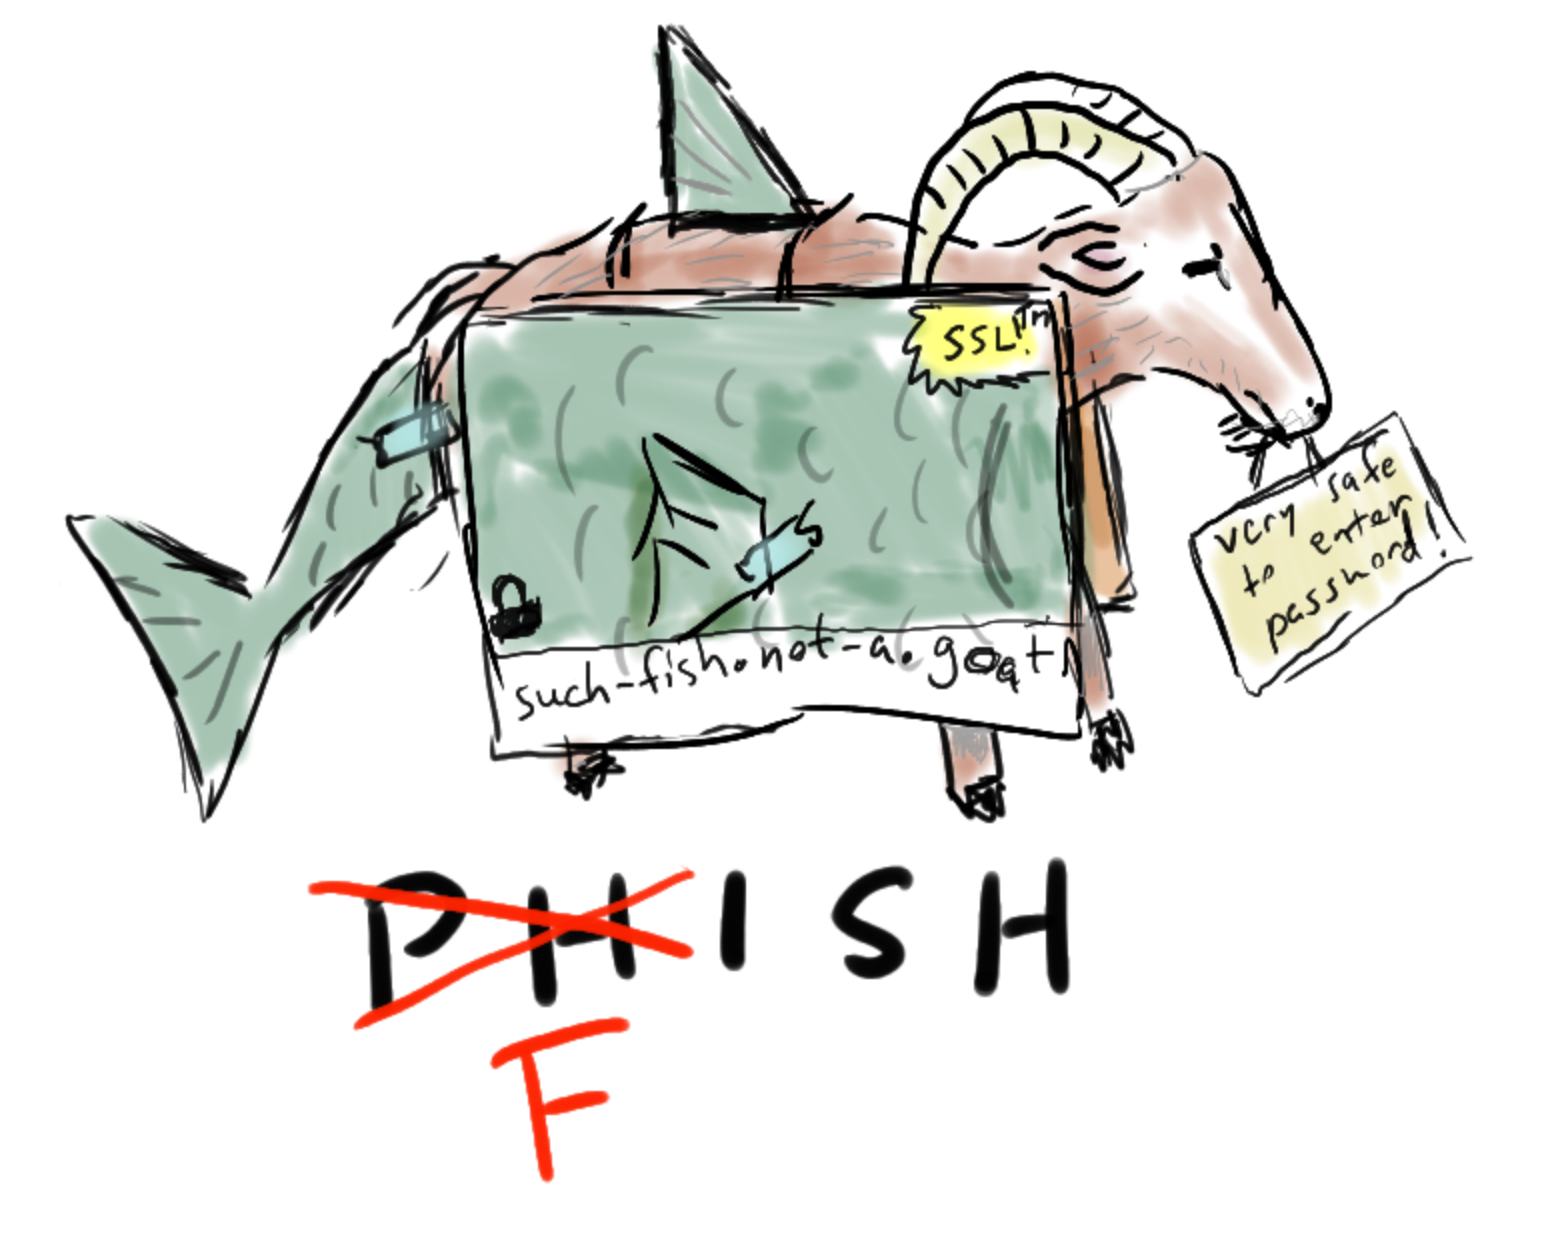 SSL!™
very safe
to enter
password!
such-fish.not-a.goat
PHISH
F